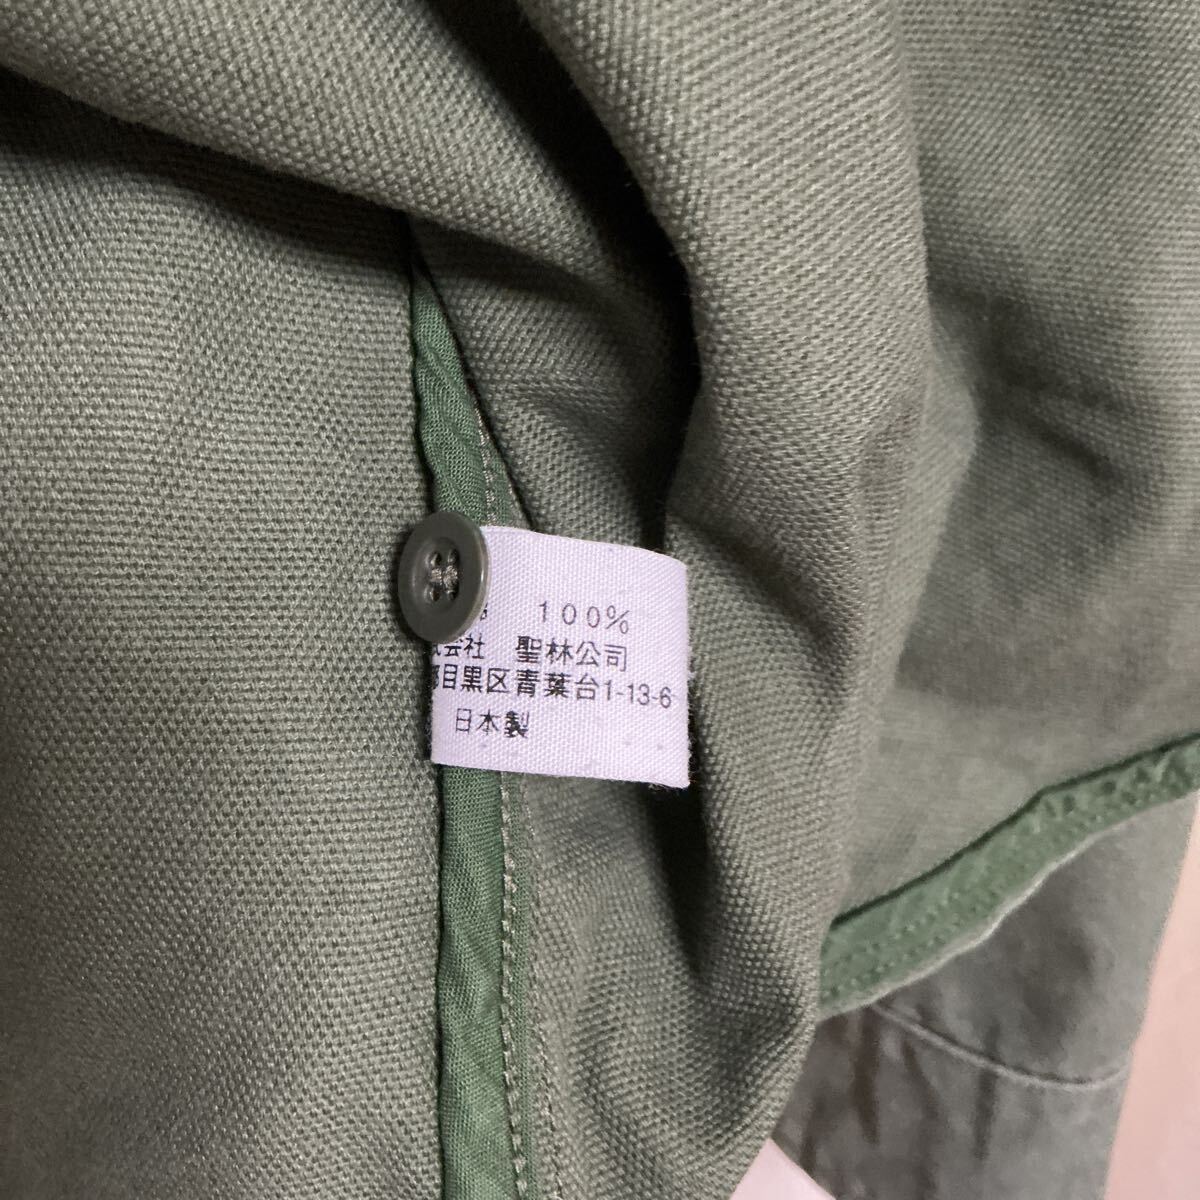 100%
会社 聖林公司
目黒区青葉台1-13-6
日本製